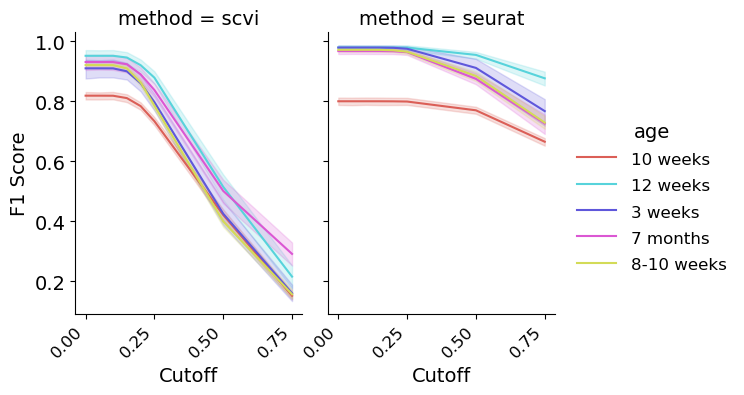 method = scvi
method = seurat
1.0
0.8
0.6
0.4
0.2
F1 Score
0.00
0.25
0.50
0.75
0.00
0.25
0.50
0.75
Cutoff
Cutoff
age
10 weeks
12 weeks
3 weeks
7 months
8-10 weeks